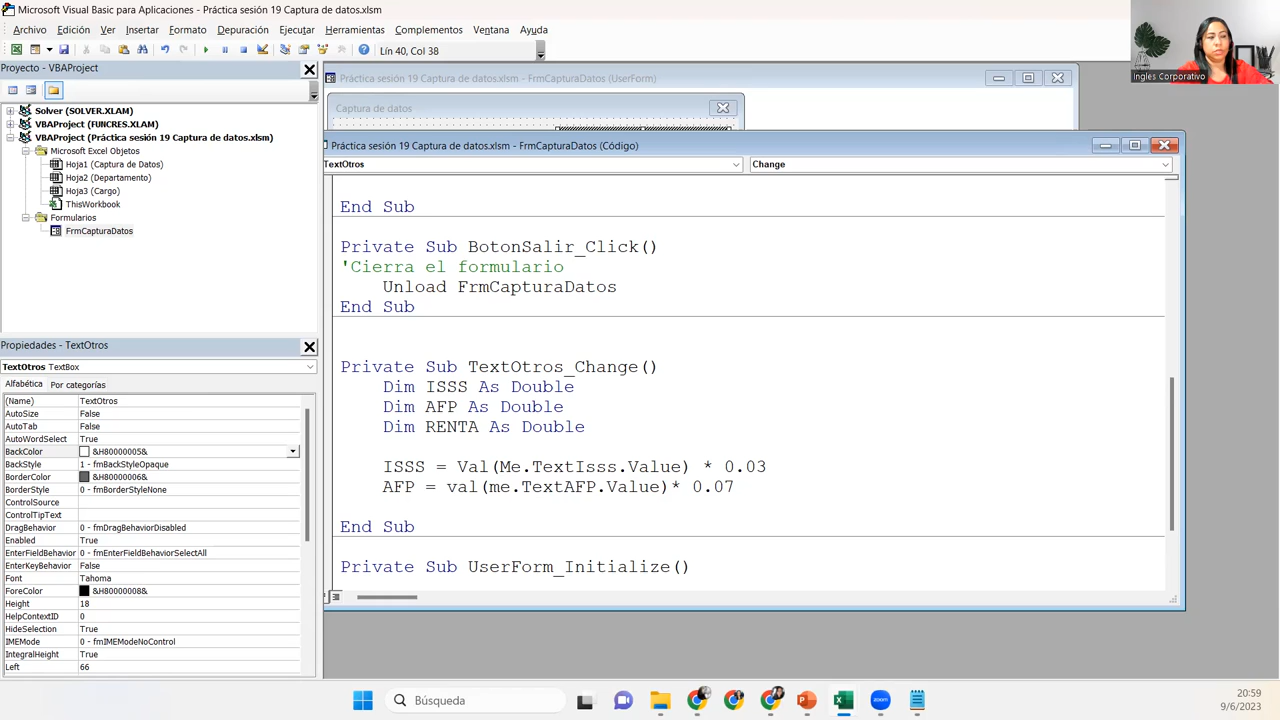 Microsoft Visual Basic para Aplicaciones - Práctica sesión 19 Captura de datos.xlsm
Archivo Edición Ver Insertar Formato Depuración Ejecutar Herramientas Complementos Ventana Ayuda
Lín 40, Col 38
Ingles Corporativo
Proyecto - VBAProject
Solver (SOLVER.XLAM)
VBAProject (FUNCRES.XLAM)
VBAProject (Práctica sesión 19 Captura de datos.xlsm)
Microsoft Excel Objetos
Hoja1 (Captura de Datos)
Hoja2 (Departamento)
Hoja3 (Cargo)
ThisWorkbook
Formularios
FrmCapturaDatos
Propiedades - TextOtros
TextOtros TextBox
Alfabética Por categorías
(Name) TextOtros
AutoSize False
AutoTab False
AutoWordSelect True
BackColor &H80000005&
BackStyle 1 - fmBackStyleOpaque
BorderColor &H80000006&
BorderStyle 0 - fmBorderStyleNone
ControlSource
ControlTipText
DragBehavior 0 - fmDragBehaviorDisabled
Enabled True
EnterFieldBehavior 0 - fmEnterFieldBehaviorSelectAll
EnterKeyBehavior False
Font Tahoma
ForeColor &H80000008&
Height 18
HelpContextID 0
HideSelection True
IMEMode 0 - fmIMEModeNoControl
IntegralHeight True
Left 66
Práctica sesión 19 Captura de datos.xlsm - FrmCapturaDatos (UserForm)
Captura de datos
Práctica sesión 19 Captura de datos.xlsm - FrmCapturaDatos (Código)
TextOtros Change
End Sub
Private Sub BotonSalir_Click()
'Cierra el formulario
Unload FrmCapturaDatos
End Sub
Private Sub TextOtros_Change()
Dim ISSS As Double
Dim AFP As Double
Dim RENTA As Double
ISSS = Val(Me.TextIsss.Value) * 0.03
AFP = val(me.TextAFP.Value)* 0.07
End Sub
Private Sub UserForm_Initialize()
Búsqueda
zoom
20:59
9/6/2023